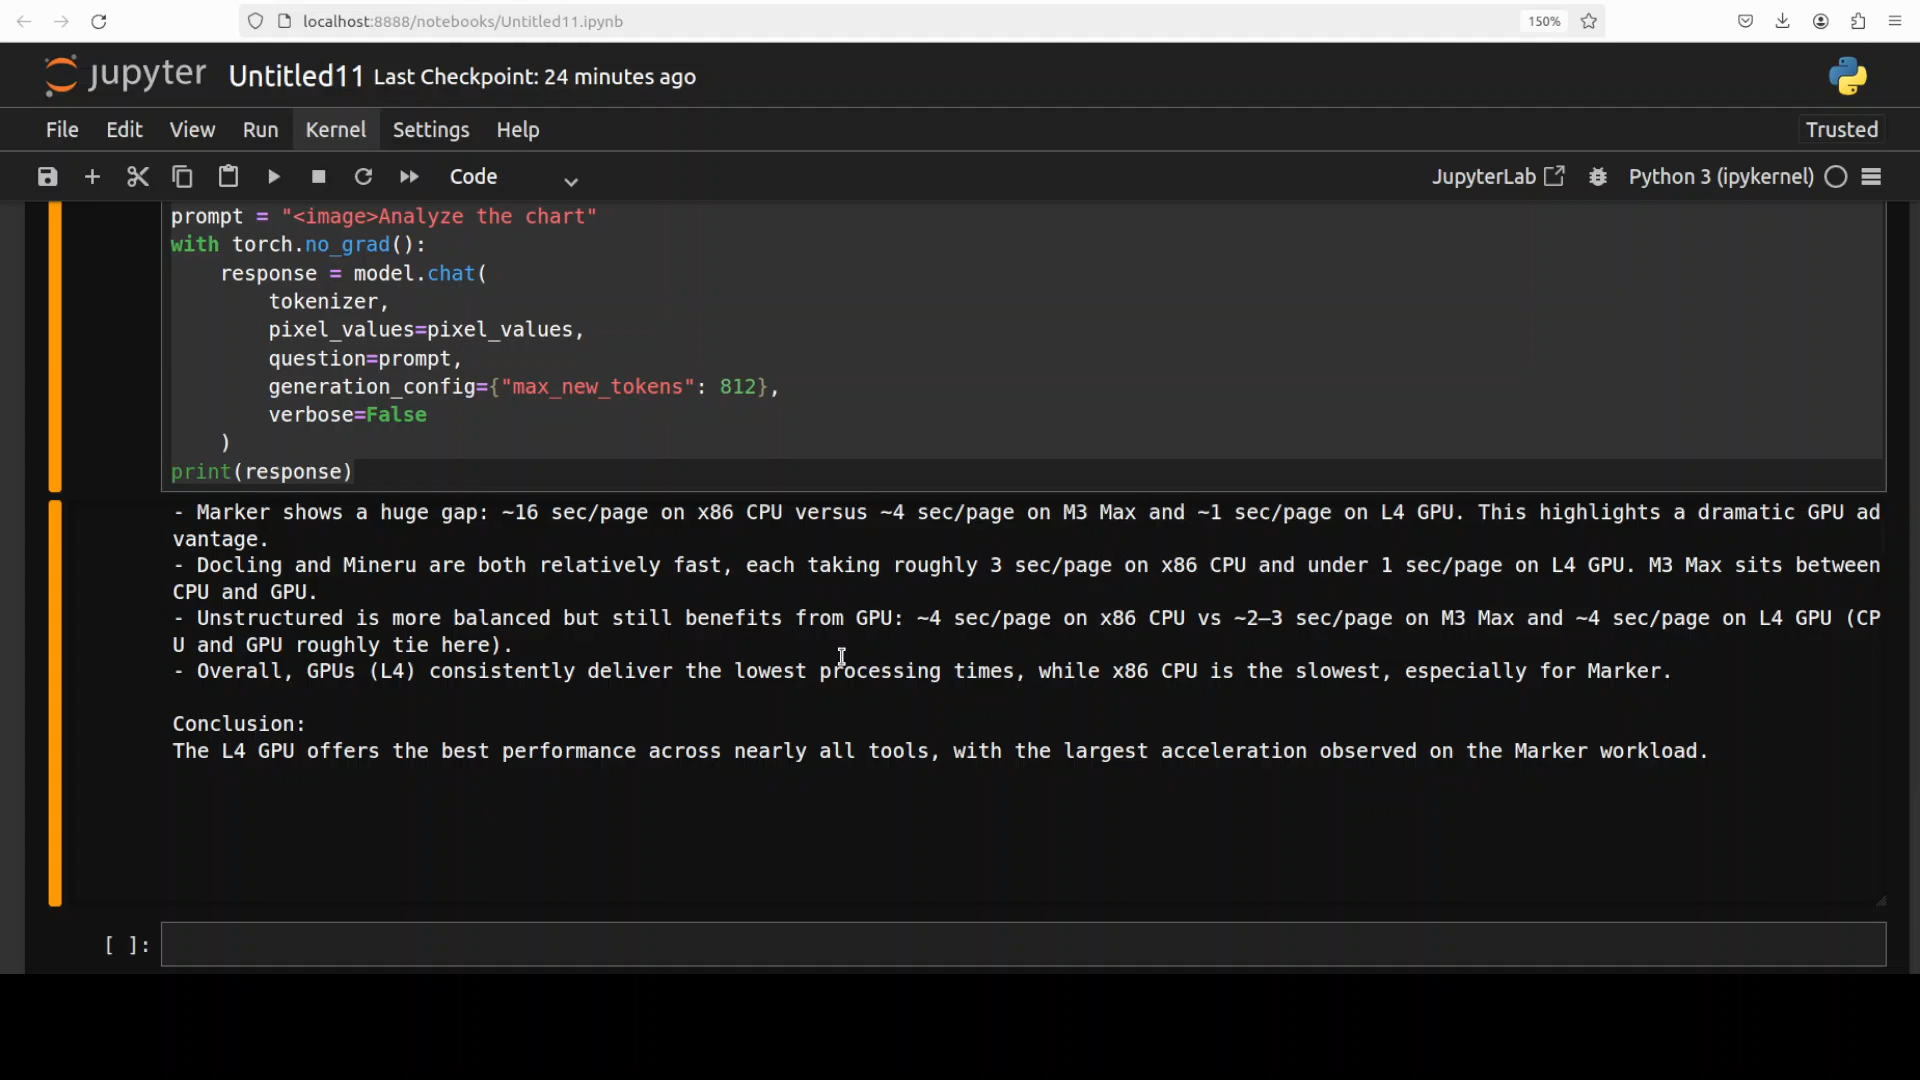 localhost:8888/notebooks/Untitled11.ipynb 150%
jupyter Untitled11 Last Checkpoint: 24 minutes ago
File Edit View Run Kernel Settings Help Trusted
Code JupyterLab Python 3 (ipykernel)
prompt = "<image>Analyze the chart"
with torch.no_grad():
    response = model.chat(
        tokenizer,
        pixel_values=pixel_values,
        question=prompt,
        generation_config={"max_new_tokens": 812},
        verbose=False
    )
print(response)
- Marker shows a huge gap: ~16 sec/page on x86 CPU versus ~4 sec/page on M3 Max and ~1 sec/page on L4 GPU. This highlights a dramatic GPU ad
vantage.
- Docling and Mineru are both relatively fast, each taking roughly 3 sec/page on x86 CPU and under 1 sec/page on L4 GPU. M3 Max sits between
CPU and GPU.
- Unstructured is more balanced but still benefits from GPU: ~4 sec/page on x86 CPU vs ~2–3 sec/page on M3 Max and ~4 sec/page on L4 GPU (CP
U and GPU roughly tie here).
- Overall, GPUs (L4) consistently deliver the lowest processing times, while x86 CPU is the slowest, especially for Marker.
Conclusion:
The L4 GPU offers the best performance across nearly all tools, with the largest acceleration observed on the Marker workload.
[ ]: